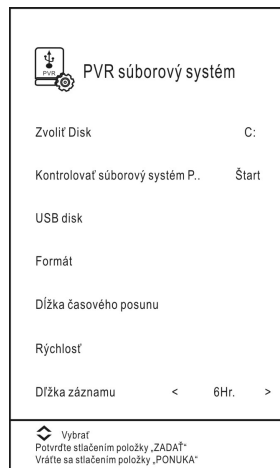 PVR
PVR súborový systém
Zvoliť Disk C:
Kontrolovať súborový systém P.. Štart
USB disk
Formát
Dĺžka časového posunu
Rýchlosť
Dľžka záznamu < 6Hr. >
Vybrať
Potvrďte stlačením položky „ZADAŤ“
Vráťte sa stlačením položky „PONUKA“